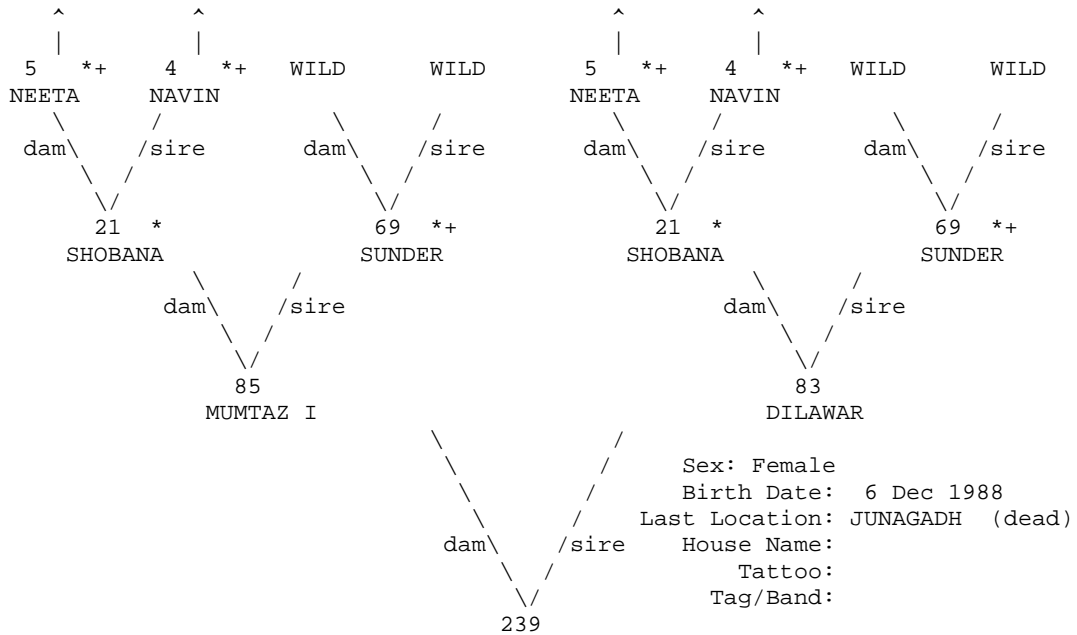 ^ ^ ^ ^
| | | |
5 *+ 4 *+ WILD WILD 5 *+ 4 *+ WILD WILD
NEETA NAVIN NEETA NAVIN
\ / \ / \ / \ /
dam\ /sire dam\ /sire dam\ /sire dam\ /sire
\ / \ / \ / \ /
\/ \/ \/ \/
21 * 69 *+ 21 * 69 *+
SHOBANA SUNDER SHOBANA SUNDER
\ / \ /
dam\ /sire dam\ /sire
\ / \ /
\/ \/
85 83
MUMTAZ I DILAWAR
\ /
\ / Sex: Female
\ / Birth Date: 6 Dec 1988
\ / Last Location: JUNAGADH (dead)
dam\ /sire House Name:
\ / Tattoo:
\/ Tag/Band:
239